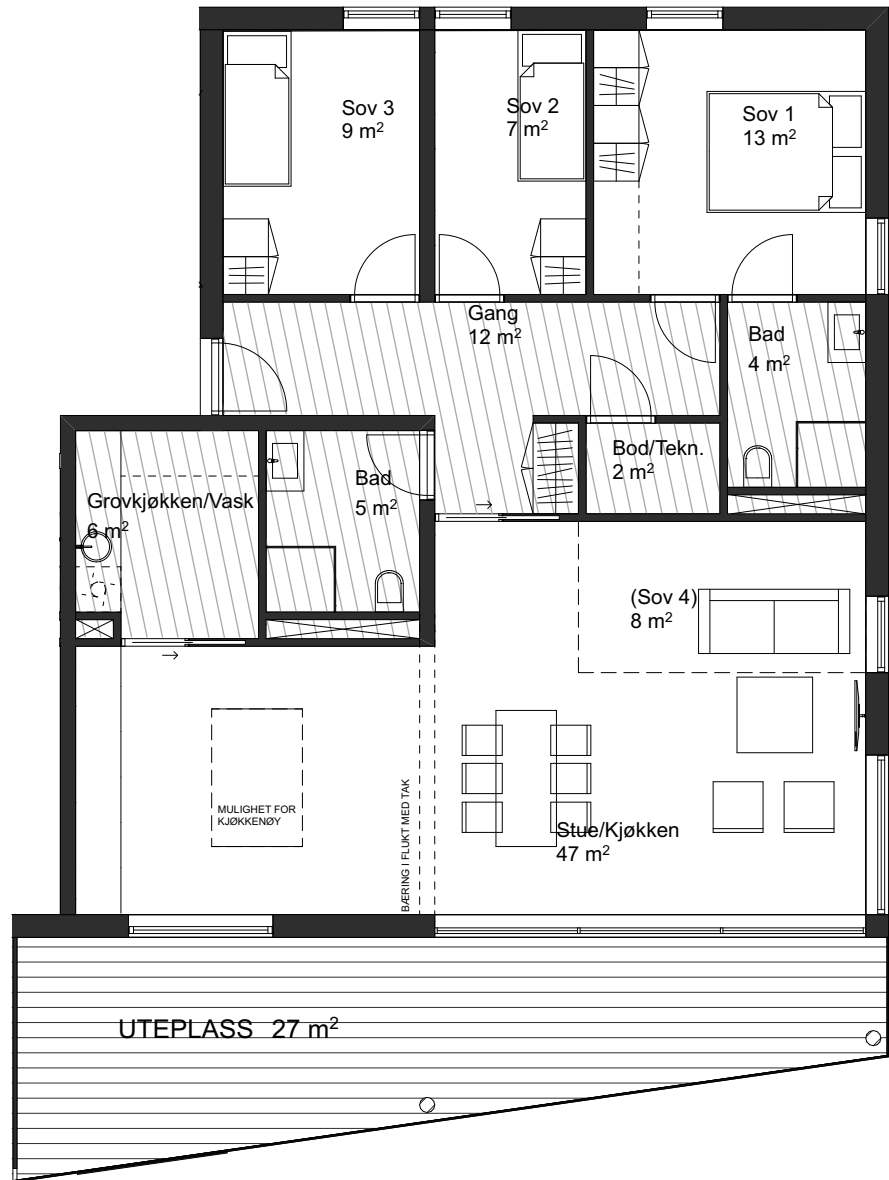 Sov 3
9 m²
Sov 2
7 m²
Sov 1
13 m²
Gang
12 m²
Bad
4 m²
Bod/Tekn.
2 m²
Bad
5 m²
Grovkjøkken/Vask
6 m²
(Sov 4)
8 m²
MULIGHET FOR
KJØKKENØY
BÆRING I FLUKT MED TAK
Stue/Kjøkken
47 m²
UTEPLASS 27 m²